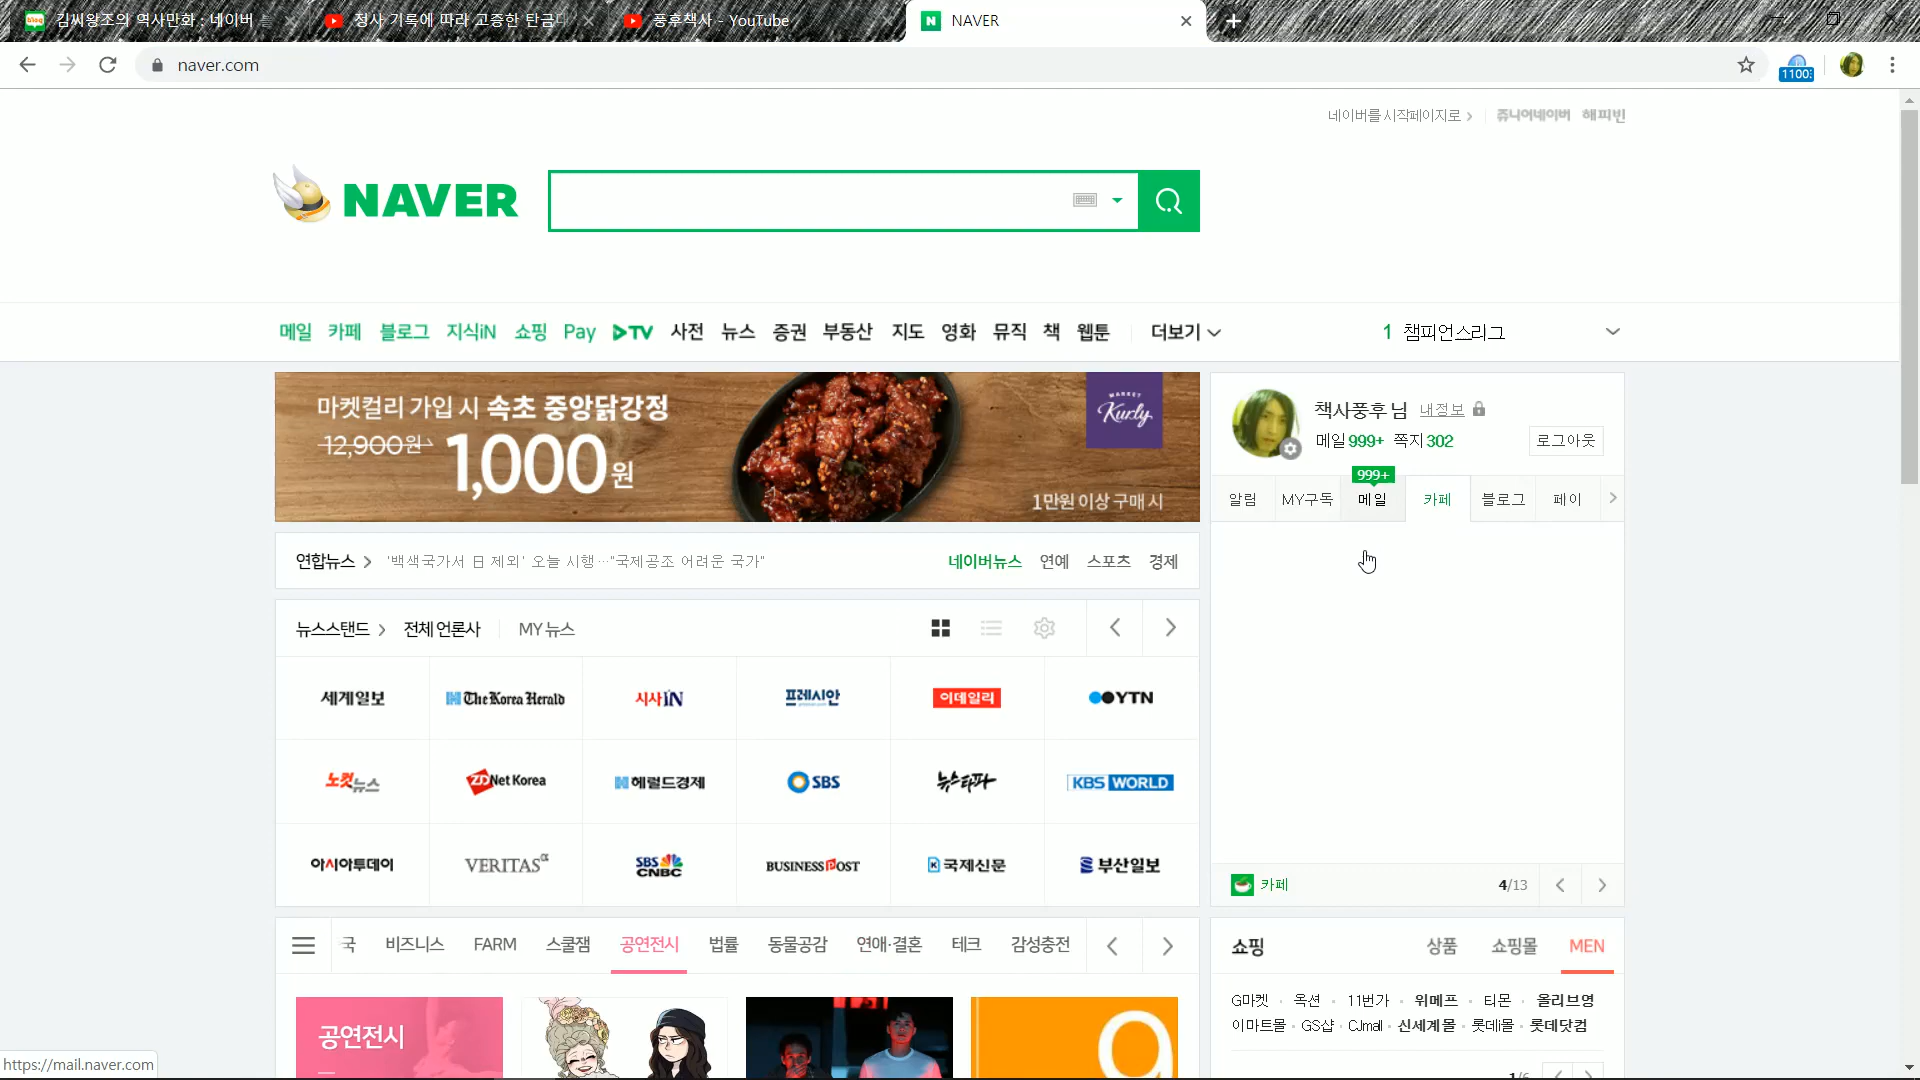 김씨왕조의 역사만화 : 네이버 블
정사 기록에 따라 고증한 탄금
풍후책사 - YouTube
NAVER
naver.com
1100
네이버를 시작페이지로
쥬니어네이버 해피빈
NAVER
메일 카페 블로그 지식iN 쇼핑 Pay TV 사전 뉴스 증권 부동산 지도 영화 뮤직 책 웹툰 더보기
1 챔피언스리그
마켓컬리 가입 시 속초 중앙닭강정
12,900원
1,000원
MARKET Kurly
1만원 이상 구매 시
책사풍후 님 내정보
메일 999+ 쪽지 302
로그아웃
999+
알림 MY구독 메일 카페 블로그 페이
연합뉴스 '백색국가서 日 제외' 오늘 시행…"국제공조 어려운 국가"
네이버뉴스 연예 스포츠 경제
뉴스스탠드 전체 언론사 MY 뉴스
세계일보 The Korea Herald 시사iN 프레시안 이데일리 YTN
노컷뉴스 ZDNet Korea 헤럴드경제 SBS 뉴스타파 KBS WORLD
아시아투데이 VERITAS α SBS CNBC BUSINESSPOST 국제신문 부산일보
카페 4/13
국 비즈니스 FARM 스쿨잼 공연전시 법률 동물공감 연애·결혼 테크 감성충전
쇼핑 상품 쇼핑몰 MEN
G마켓 · 옥션 · 11번가 · 위메프 · 티몬 · 올리브영
이마트몰 · GS샵 · CJmall · 신세계몰 · 롯데i몰 · 롯데닷컴
공연전시
9
1/6
https://mail.naver.com